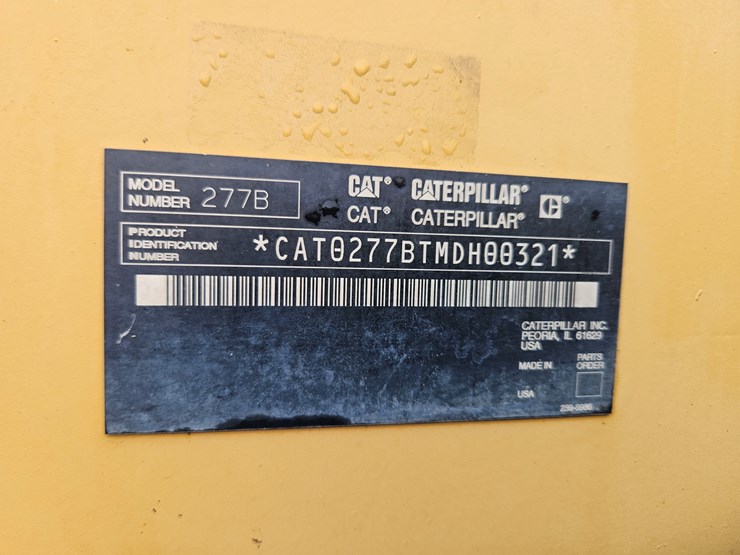 MODEL
NUMBER 277B
CAT® CATERPILLAR® C
CAT® CATERPILLAR®
PRODUCT
IDENTIFICATION
NUMBER
*CAT0277BTMDH00321*
CATERPILLAR INC.
PEORIA, IL 61629
USA
MADE IN
PARTS
ORDER
USA